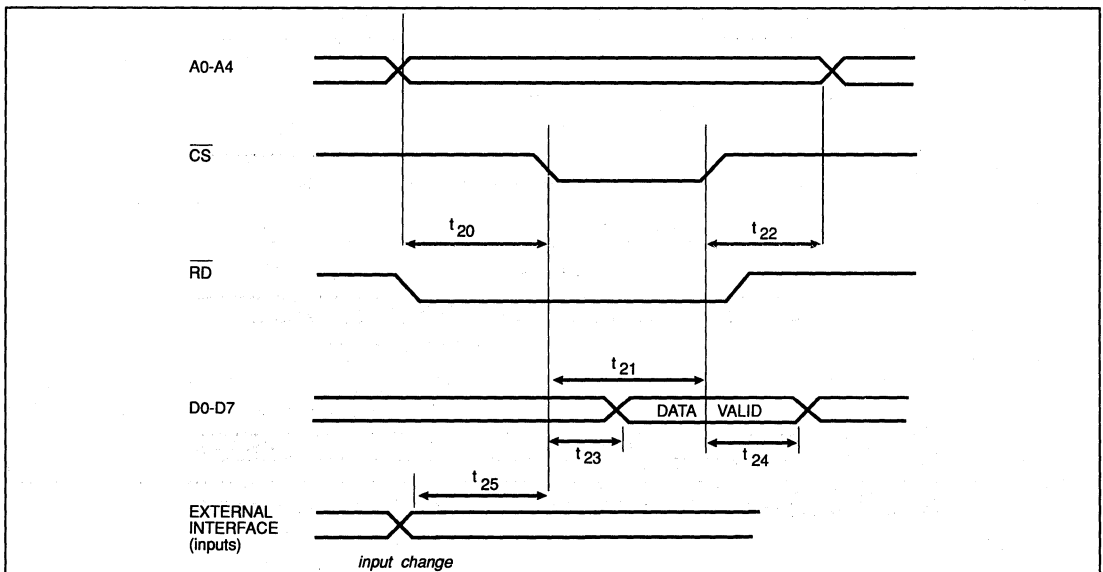 A0-A4
CS
t20
t22
RD
t21
D0-D7
DATA VALID
t23
t24
t25
EXTERNAL
INTERFACE
(inputs)
input change